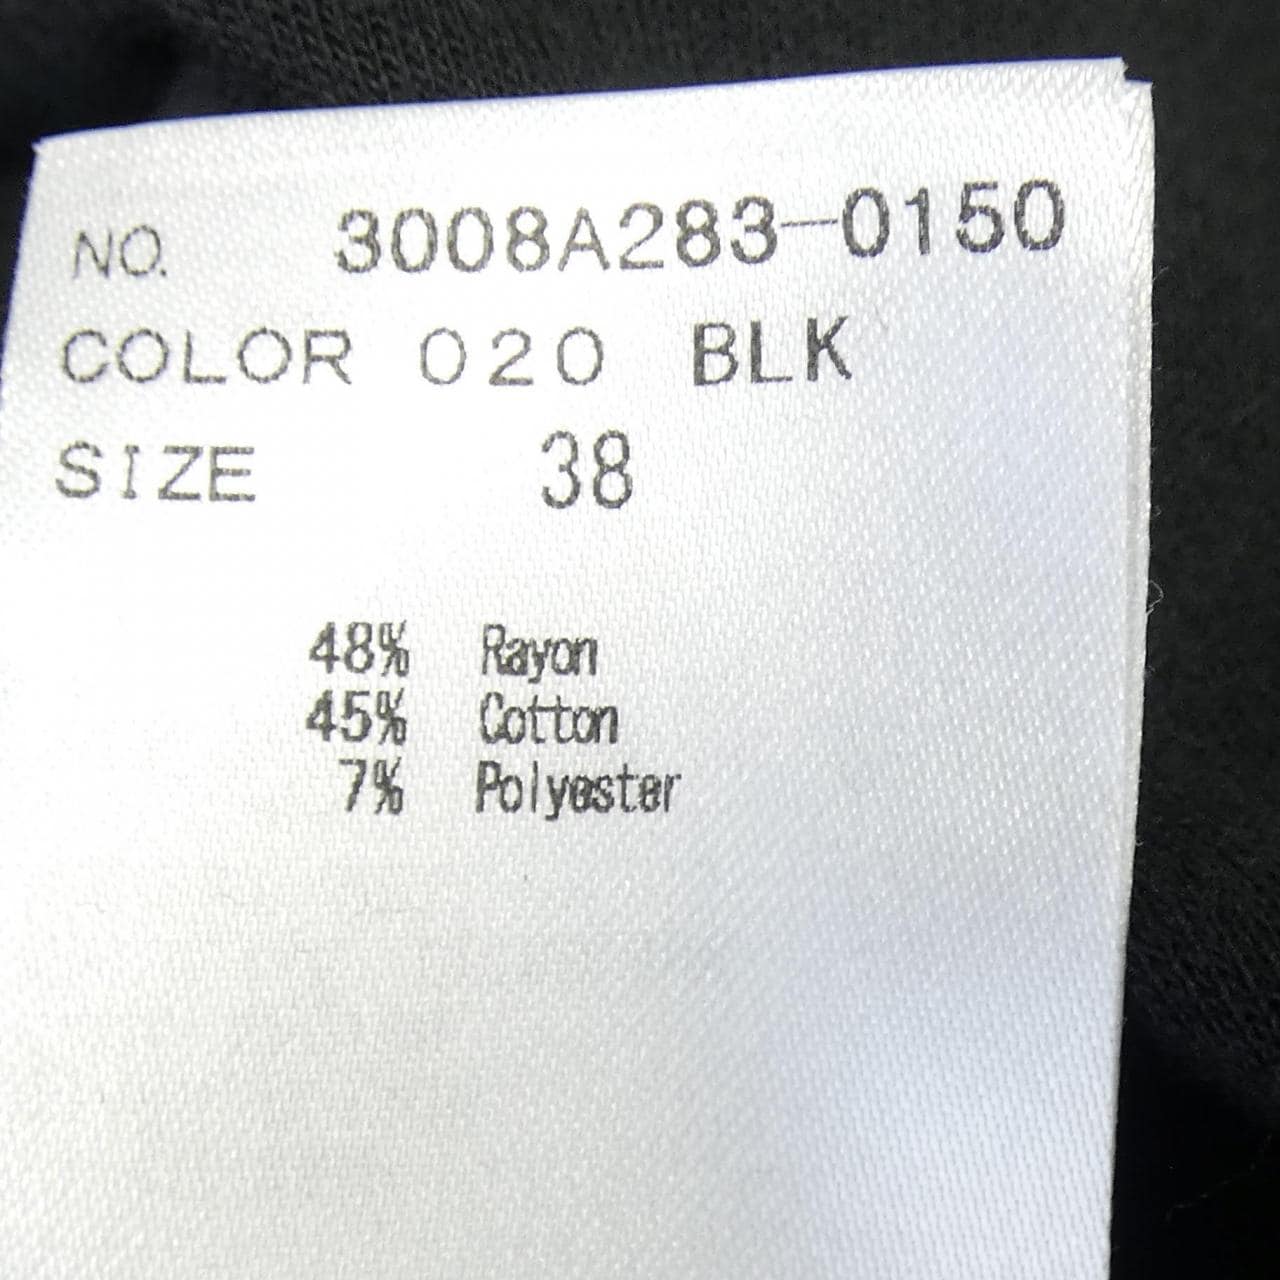 NO. 3008A283-0150
COLOR 020 BLK
SIZE 38
48% Rayon
45% Cotton
7% Polyester